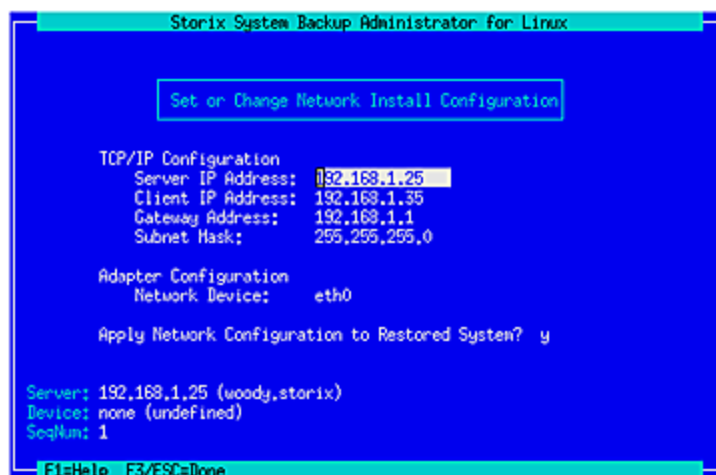 Storix System Backup Administrator for Linux
Set or Change Network Install Configuration
TCP/IP Configuration
Server IP Address: 192.168.1.25
Client IP Address: 192.168.1.35
Gateway Address: 192.168.1.1
Subnet Mask: 255.255.255.0
Adapter Configuration
Network Device: eth0
Apply Network Configuration to Restored System? y
Server: 192.168.1.25 (woody.storix)
Device: none (undefined)
SeqNum: 1
F1=Help F3/ESC=Done